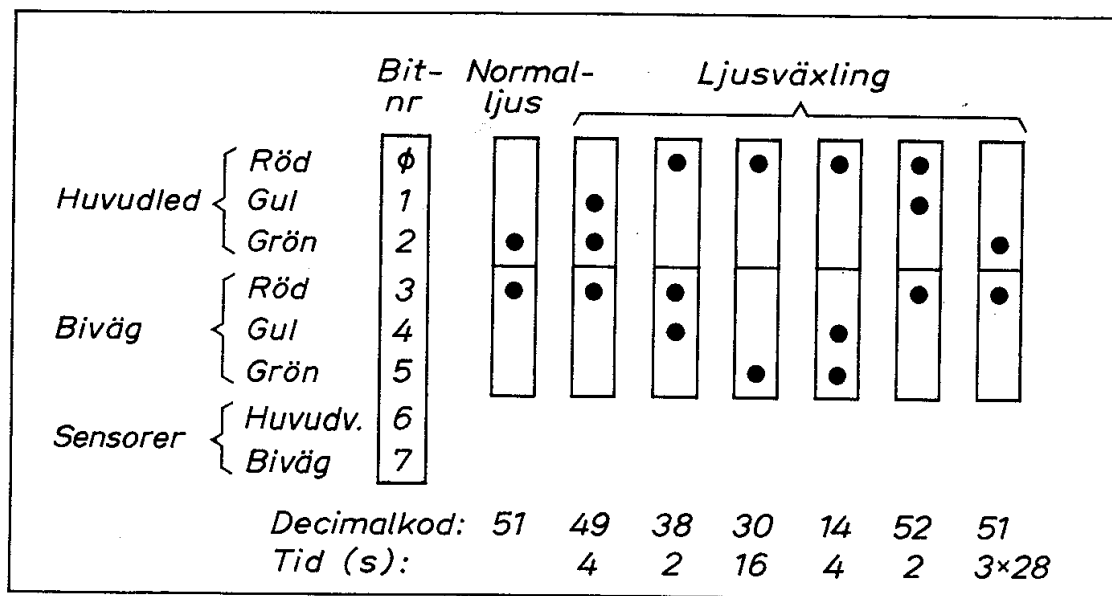 Bit- Normal- Ljusväxling
nr ljus
Röd ϕ
Huvudled Gul 1
Grön 2
Röd 3
Biväg Gul 4
Grön 5
Huvudv. 6
Sensorer
Biväg 7
Decimalkod: 51 49 38 30 14 52 51
Tid (s): 4 2 16 4 2 3×28